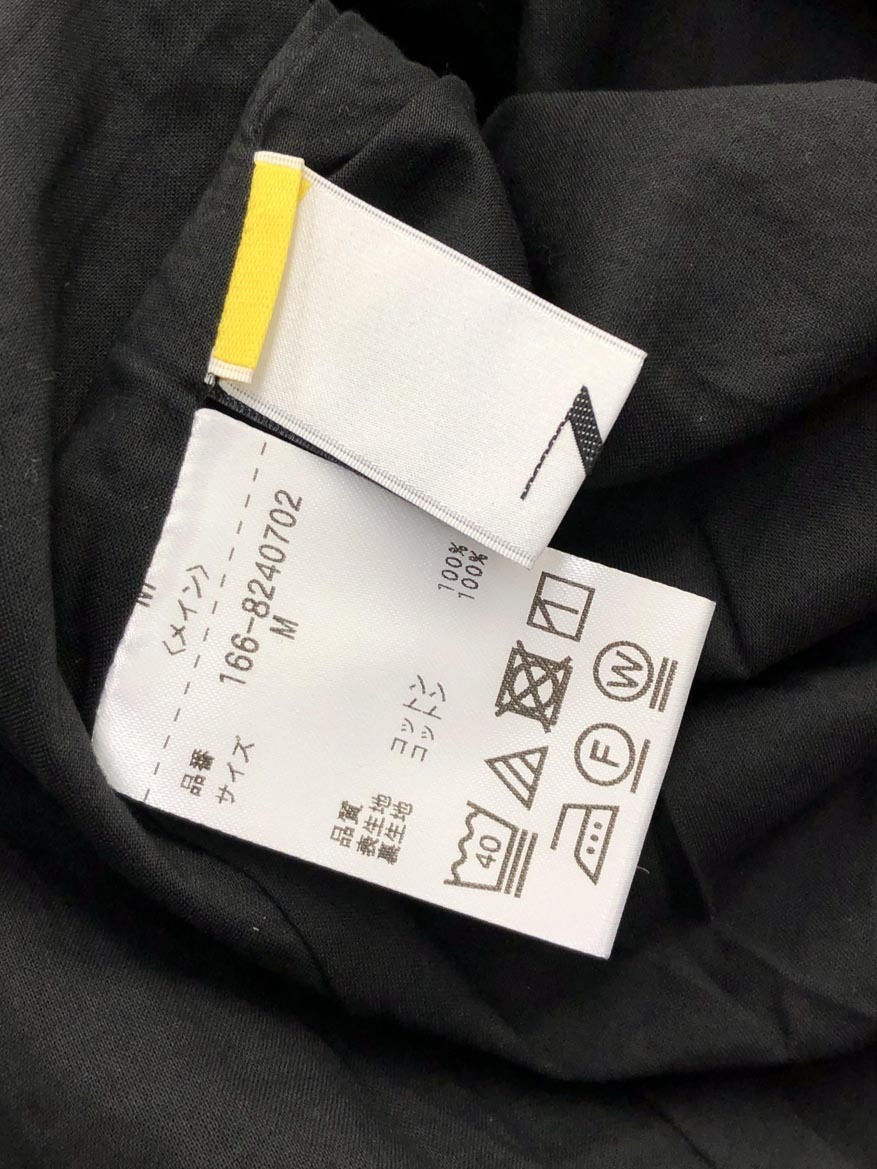 〈メイン〉
品番 166-8240702
サイズ M
品質
表生地 コットン 100%
裏生地 コットン 100%
40
F
W